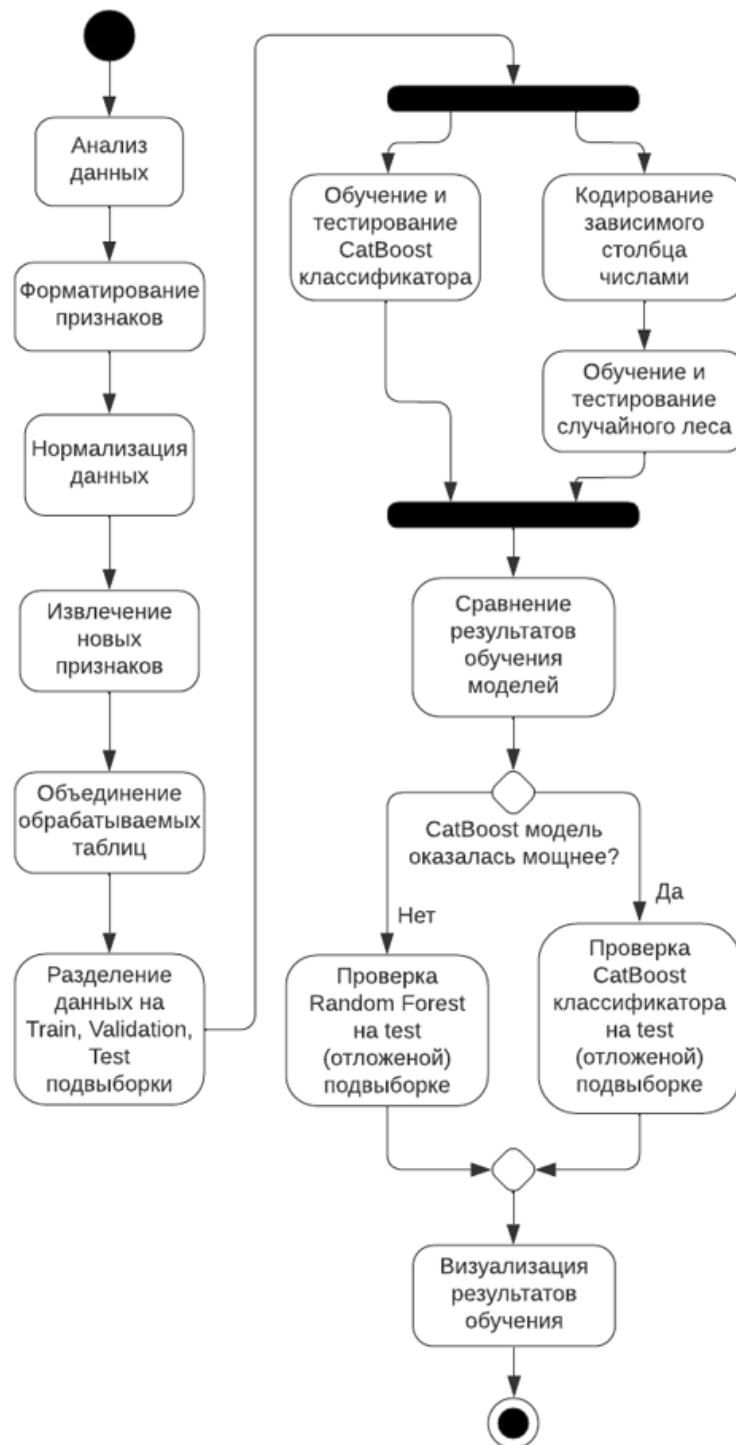 Анализ
данных
Форматирование
признаков
Нормализация
данных
Извлечение
новых
признаков
Объединение
обрабатываемых
таблиц
Разделение
данных на
Train, Validation,
Test
подвыборки
Обучение и
тестирование
CatBoost
классификатора
Кодирование
зависимого
столбца
числами
Обучение и
тестирование
случайного леса
Сравнение
результатов
обучения
моделей
CatBoost модель
оказалась мощнее?
Нет
Да
Проверка
Random Forest
на test
(отложеной)
подвыборке
Проверка
CatBoost
классификатора
на test
(отложеной)
подвыборке
Визуализация
результатов
обучения